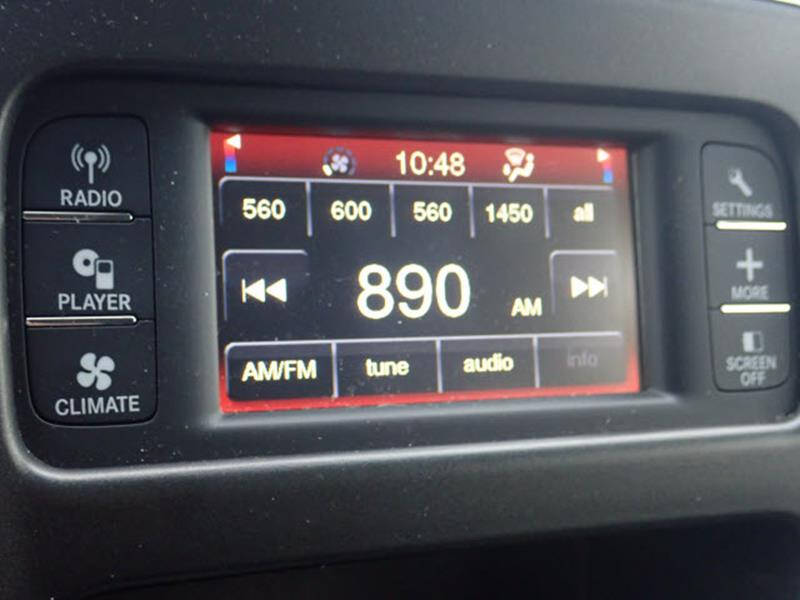 RADIO
PLAYER
CLIMATE
10:48
560 600 560 1450 all
890 AM
AM/FM tune audio info
SETTINGS
MORE
SCREEN
OFF